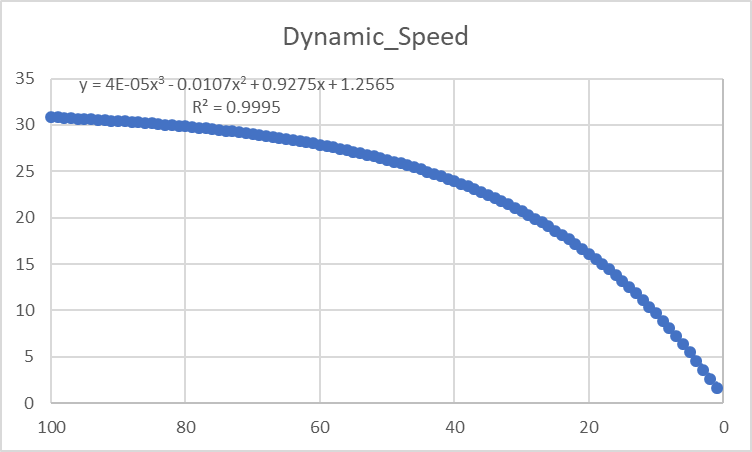 Dynamic_Speed
y = 4E-05x³ - 0.0107x² + 0.9275x + 1.2565
R² = 0.9995
35
30
25
20
15
10
5
0
100 80 60 40 20 0